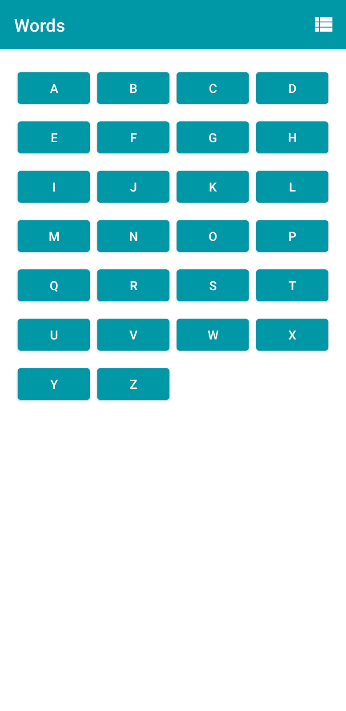 Words
A B C D
E F G H
I J K L
M N O P
Q R S T
U V W X
Y Z